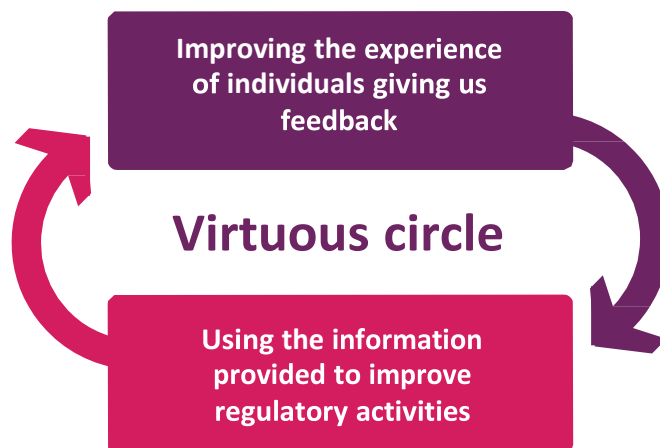 Improving the experience
of individuals giving us
feedback
Virtuous circle
Using the information
provided to improve
regulatory activities